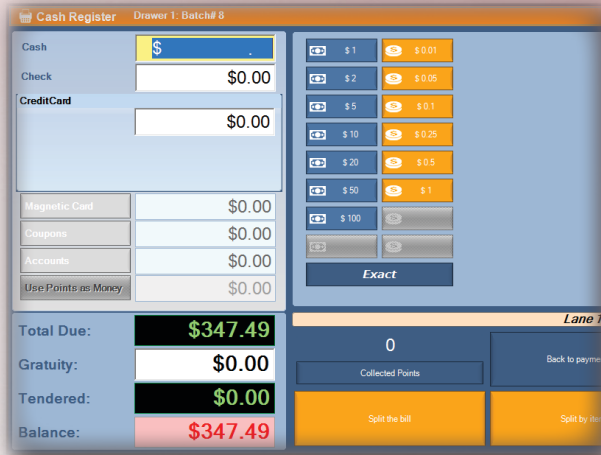 Cash Register Drawer 1: Batch# 8
Cash $ .
Check $0.00
CreditCard
$0.00
Magnetic Card $0.00
Coupons $0.00
Accounts $0.00
Use Points as Money $0.00
Total Due: $347.49
Gratuity: $0.00
Tendered: $0.00
Balance: $347.49
$ 1 $ 0.01
$ 2 $ 0.05
$ 5 $ 0.1
$ 10 $ 0.25
$ 20 $ 0.5
$ 50 $ 1
$ 100
Exact
Lane
0
Collected Points
Back to payme
Split the bill
Split by ite